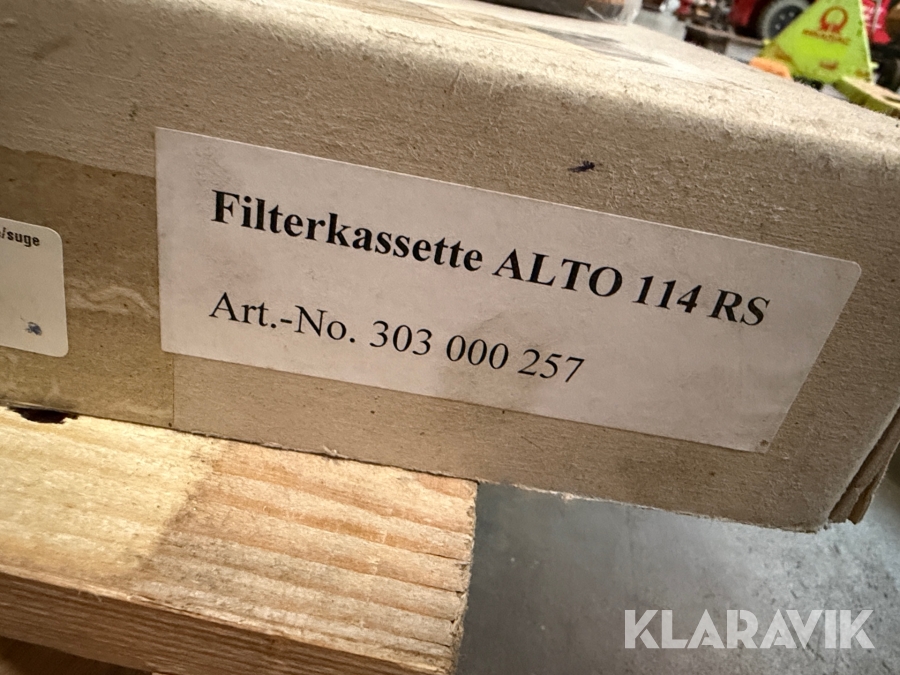 /suge
Filterkassette ALTO 114 RS
Art.-No. 303 000 257
KLARAVIK